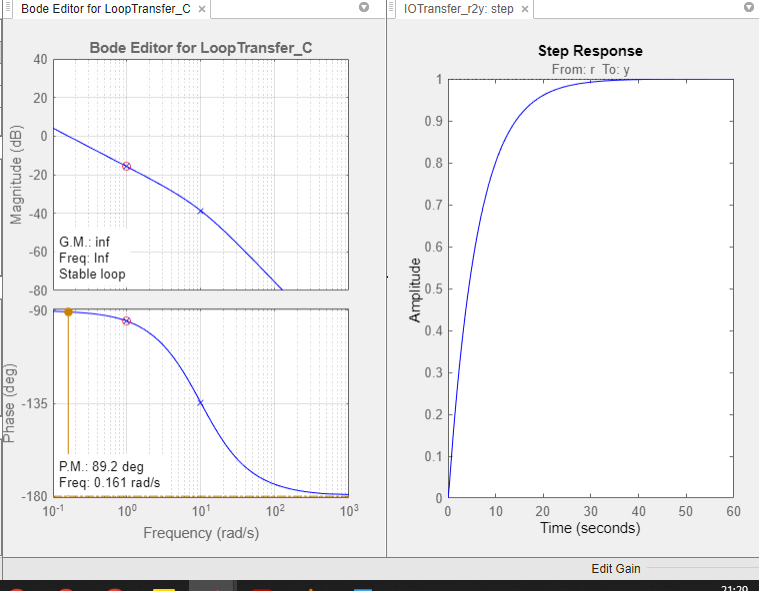 Bode Editor for LoopTransfer_C
IOTransfer_r2y: step
Bode Editor for LoopTransfer_C
Magnitude (dB)
40
20
0
-20
-40
-60
-80
G.M.: inf
Freq: Inf
Stable loop
Phase (deg)
-90
-135
-180
P.M.: 89.2 deg
Freq: 0.161 rad/s
10^-1
10^0
10^1
10^2
10^3
Frequency (rad/s)
Step Response
From: r To: y
Amplitude
1
0.9
0.8
0.7
0.6
0.5
0.4
0.3
0.2
0.1
0
0
10
20
30
40
50
60
Time (seconds)
Edit Gain